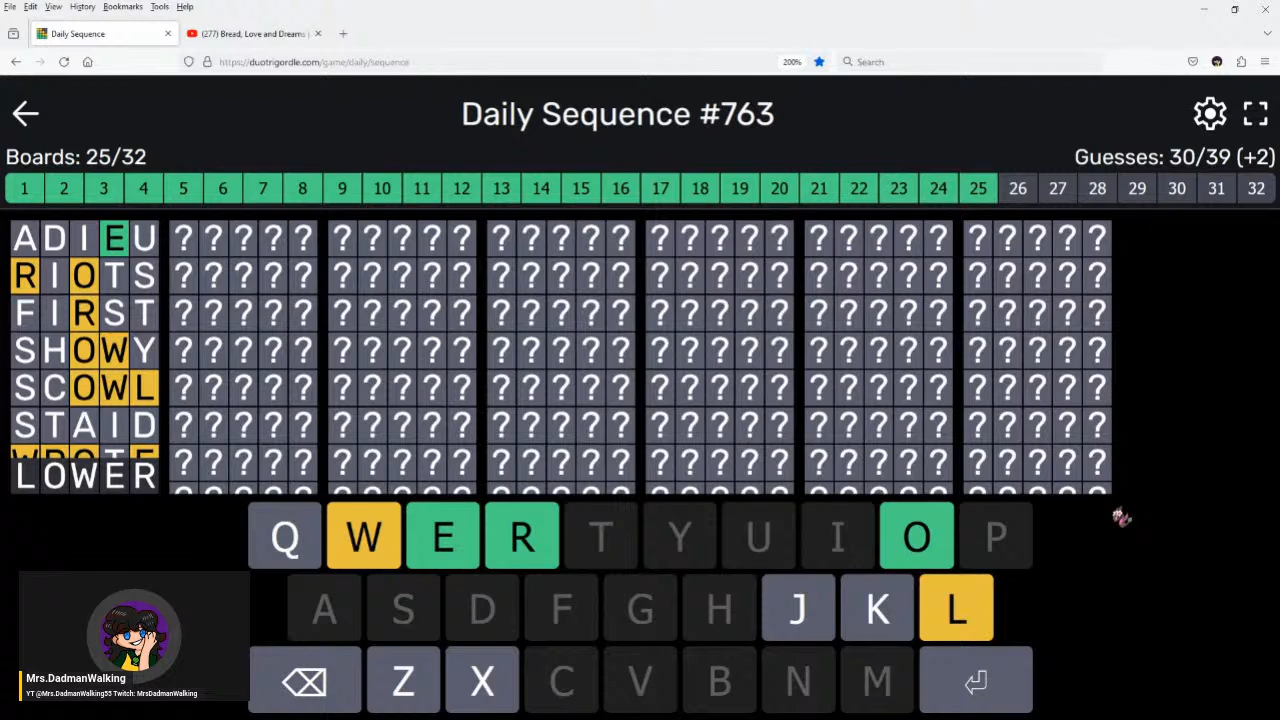 File Edit View History Bookmarks Tools Help
Daily Sequence
(277) Bread, Love and Dreams
https://duotrigordle.com/game/daily/sequence
200%
Search
Daily Sequence #763
Boards: 25/32
Guesses: 30/39 (+2)
1 2 3 4 5 6 7 8 9 10 11 12 13 14 15 16 17 18 19 20 21 22 23 24 25 26 27 28 29 30 31 32
ADIEU ????? ????? ????? ????? ????? ?????
RIOTS ????? ????? ????? ????? ????? ?????
FIRST ????? ????? ????? ????? ????? ?????
SHOWY ????? ????? ????? ????? ????? ?????
SCOWL ????? ????? ????? ????? ????? ?????
STAID ????? ????? ????? ????? ????? ?????
LOWER ????? ????? ????? ????? ????? ?????
Q W E R T Y U I O P
A S D F G H J K L
Z X C V B N M
Mrs.DadmanWalking
YT @Mrs.DadmanWalking55 Twitch: MrsDadmanWalking